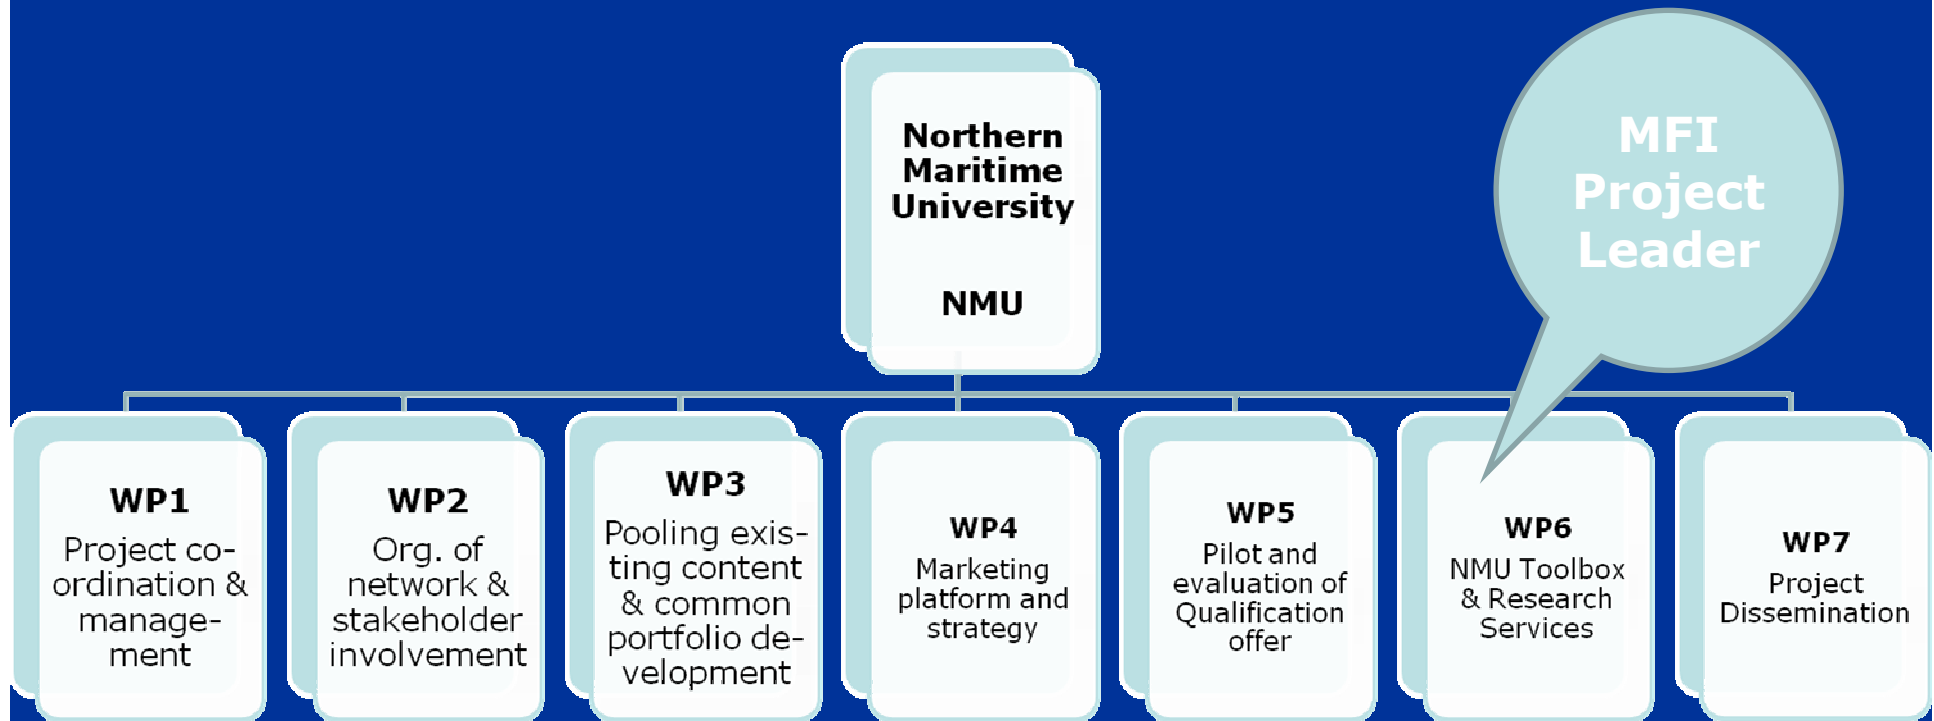 Northern
Maritime
University
NMU
MFI
Project
Leader
WP1
Project co-
ordination &
manage-
ment
WP2
Org. of
network &
stakeholder
involvement
WP3
Pooling exis-
ting content
& common
portfolio de-
velopment
WP4
Marketing
platform and
strategy
WP5
Pilot and
evaluation of
Qualification
offer
WP6
NMU Toolbox
& Research
Services
WP7
Project
Dissemination